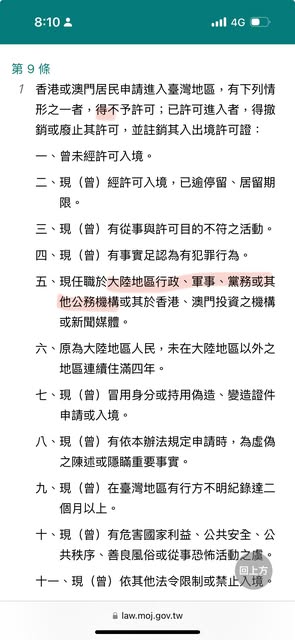 8:10
4G
第 9 條
1 香港或澳門居民申請進入臺灣地區，有下列情
形之一者，得不予許可；已許可進入者，得撤
銷或廢止其許可，並註銷其入出境許可證：
一、曾未經許可入境。
二、現（曾）經許可入境，已逾停留、居留期
限。
三、現（曾）有從事與許可目的不符之活動。
四、現（曾）有事實足認為有犯罪行為。
五、現任職於大陸地區行政、軍事、黨務或其
他公務機構或其於香港、澳門投資之機構
或新聞媒體。
六、原為大陸地區人民，未在大陸地區以外之
地區連續住滿四年。
七、現（曾）冒用身分或持用偽造、變造證件
申請或入境。
八、現（曾）有依本辦法規定申請時，為虛偽
之陳述或隱瞞重要事實。
九、現（曾）在臺灣地區有行方不明紀錄達二
個月以上。
十、現（曾）有危害國家利益、公共安全、公
共秩序、善良風俗或從事恐怖活動之虞。
回上方
十一、現（曾）依其他法令限制或禁止入境。
law.moj.gov.tw